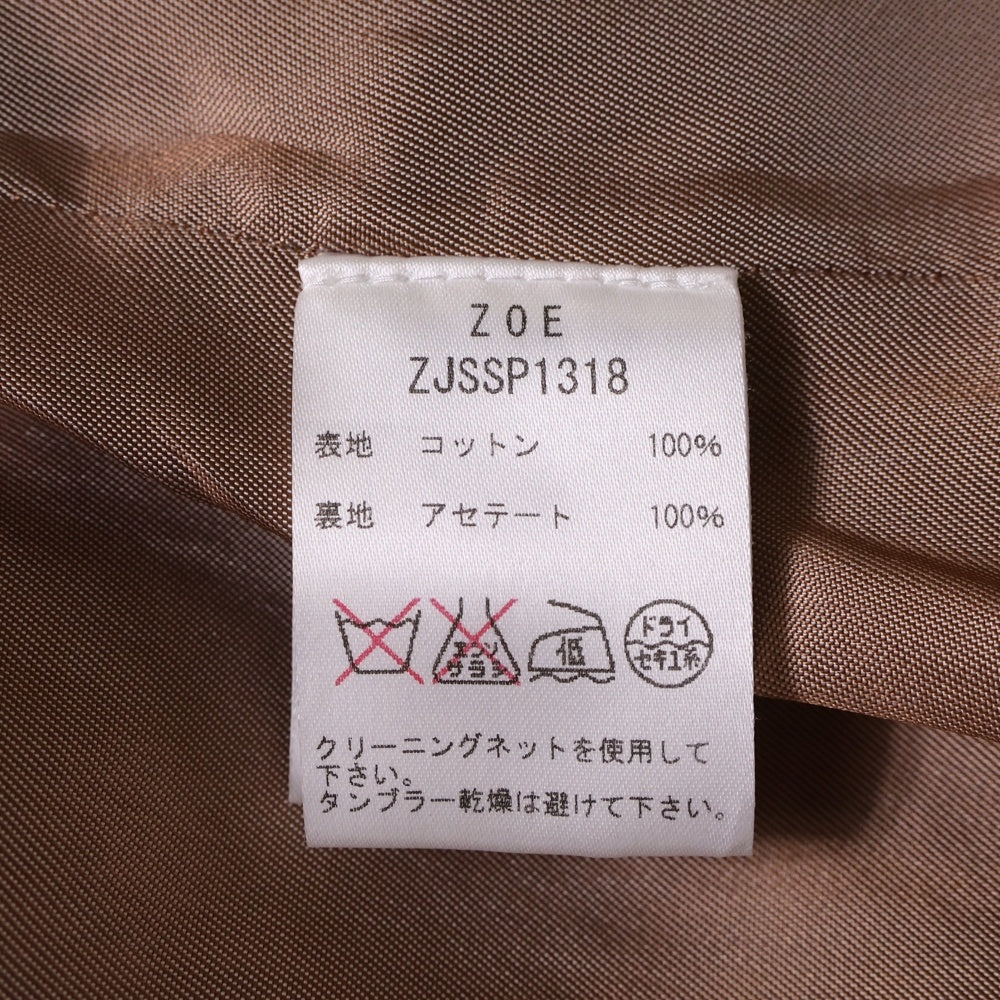 ZOE
ZJSSP1318
表地 コットン 100%
裏地 アセテート 100%
エンソ
サラシ
低
ドライ
セキユ系
クリーニングネットを使用して
下さい。
タンブラー乾燥は避けて下さい。